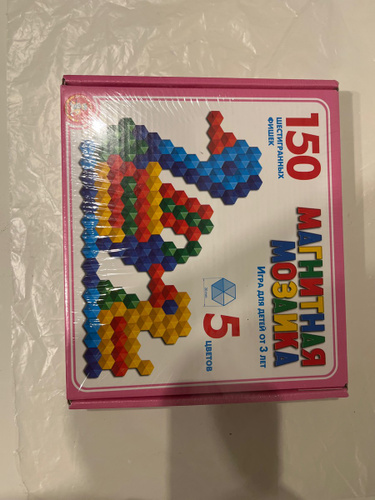 150
ШЕСТИГРАННЫХ
ФИШЕК
МАГНИТНАЯ
МОЗАИКА
ИГРА ДЛЯ ДЕТЕЙ ОТ 3 ЛЕТ
5
ЦВЕТОВ